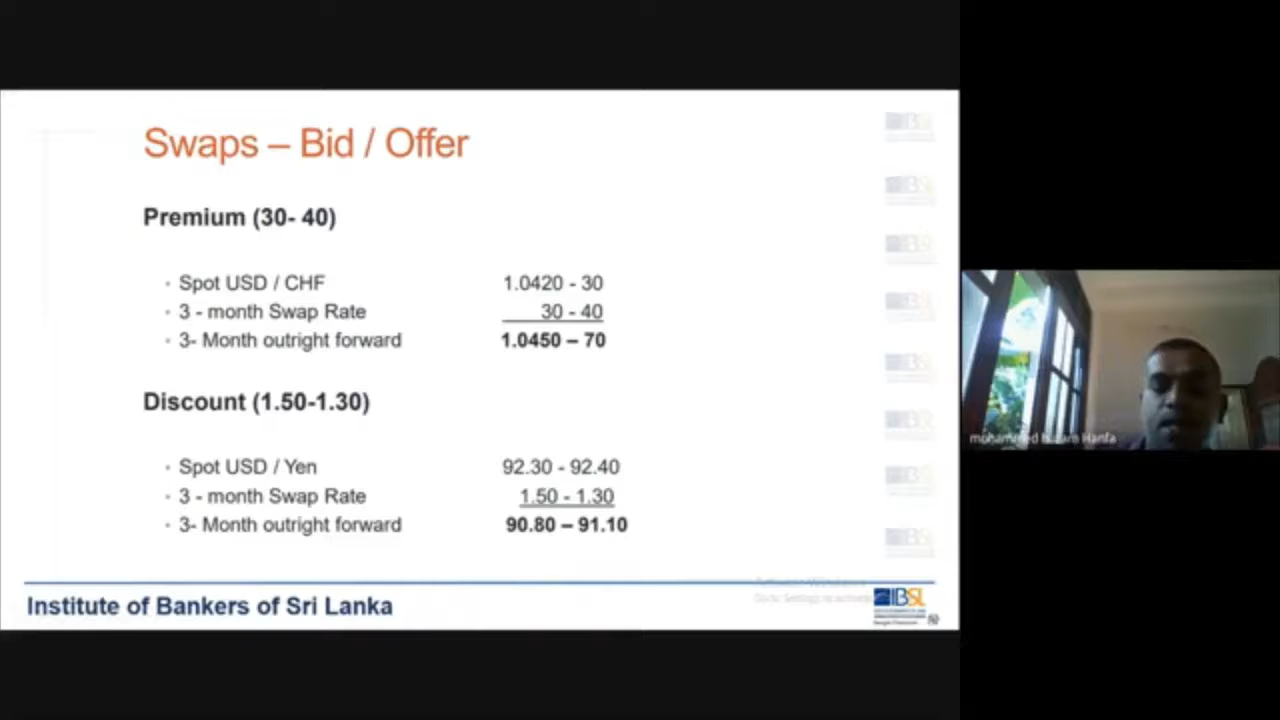 Swaps – Bid / Offer
Premium (30- 40)
• Spot USD / CHF 1.0420 - 30
• 3 - month Swap Rate 30 - 40
• 3- Month outright forward 1.0450 – 70
Discount (1.50-1.30)
• Spot USD / Yen 92.30 - 92.40
• 3 - month Swap Rate 1.50 - 1.30
• 3- Month outright forward 90.80 – 91.10
Institute of Bankers of Sri Lanka
IBSL
mohammed Hanfa